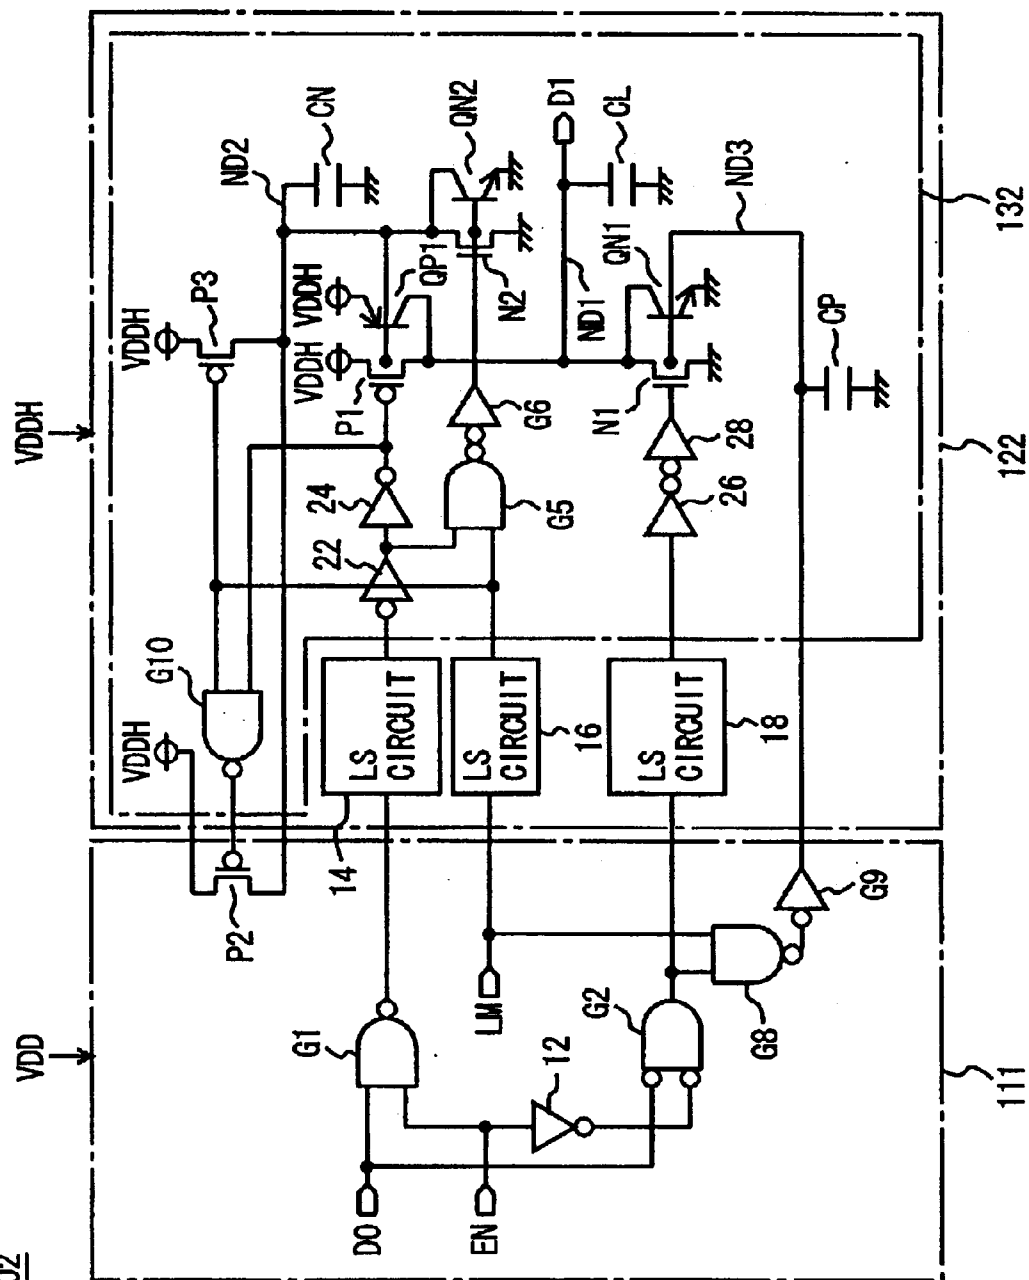 VDD
VDDH
02
VDDH
G10
P2
VDDH
P3
ND2
CN
VDDH
VDDH
QP1
QN2
P1
N2
22
24
G5
G6
LS
CIRCUIT
14
LS
CIRCUIT
16
LS
CIRCUIT
18
G1
D0
EN
LM
12
G2
G8
G9
26
28
N1
QN1
ND1
D1
CL
ND3
CP
111
122
132